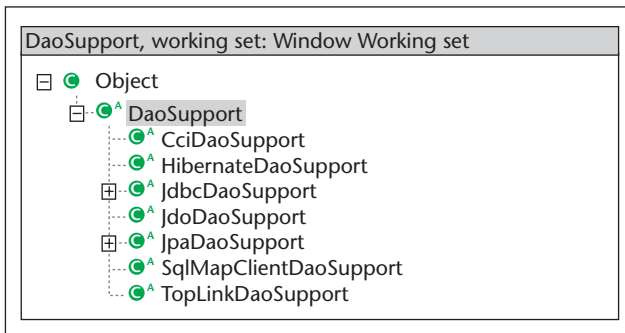 DaoSupport, working set: Window Working set
C Object
C A DaoSupport
C A CciDaoSupport
C A HibernateDaoSupport
C A JdbcDaoSupport
C A JdoDaoSupport
C A JpaDaoSupport
C A SqlMapClientDaoSupport
C A TopLinkDaoSupport